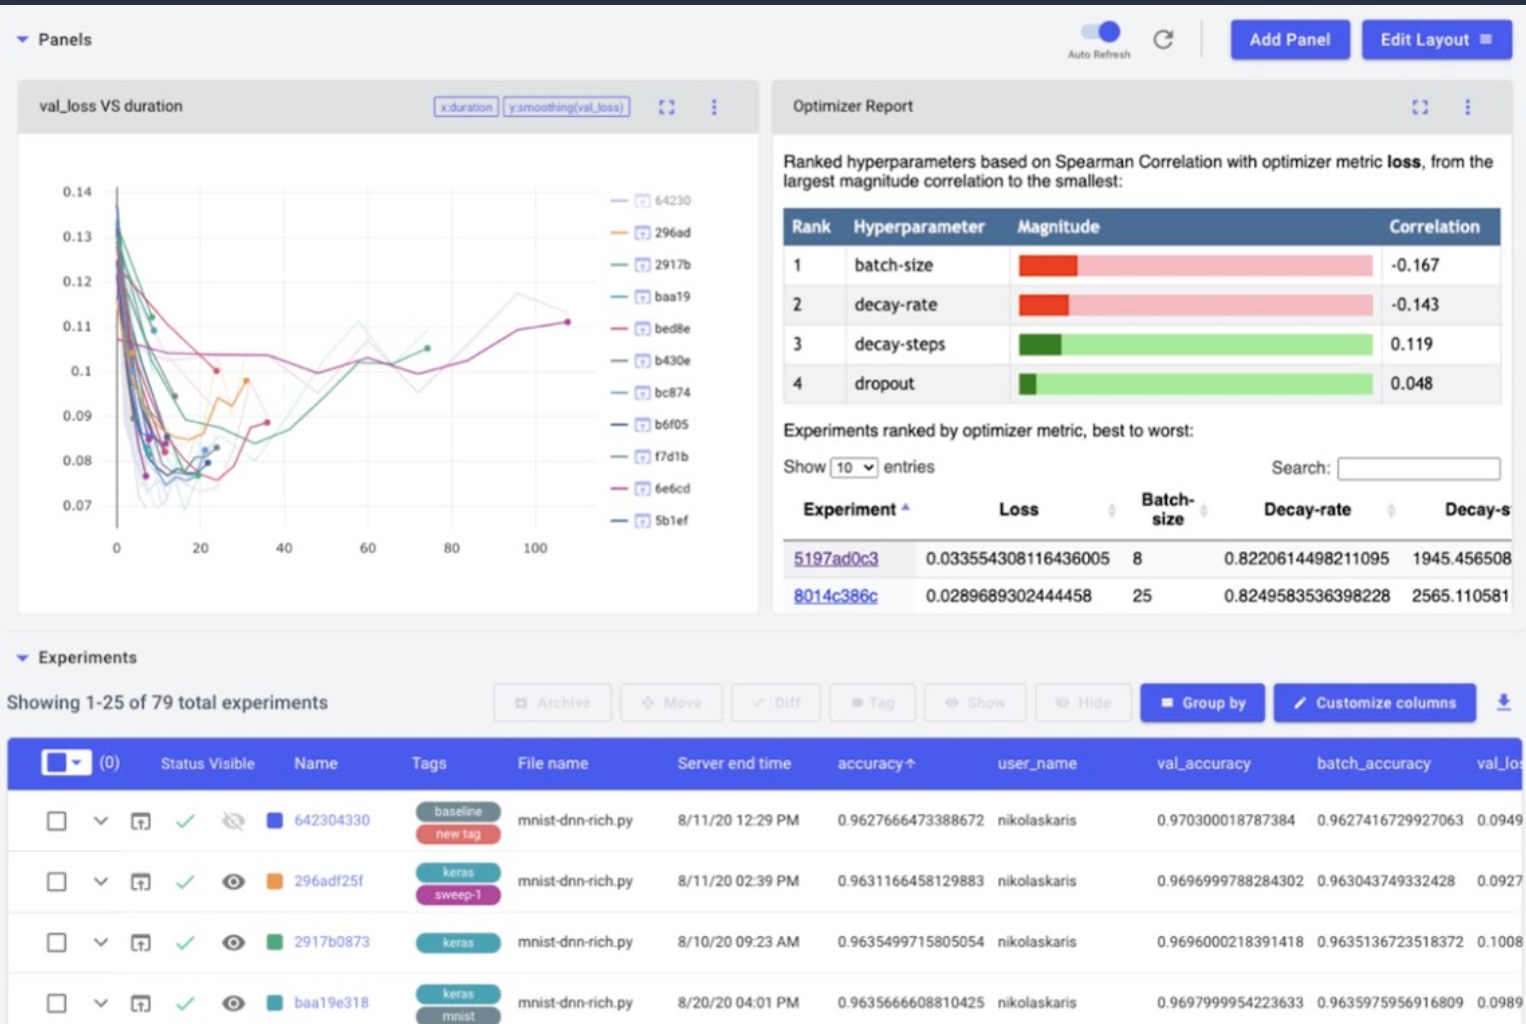 Panels
Auto Refresh
Add Panel
Edit Layout
val_loss VS duration
x:duration
y:smoothing(val_loss)
0.14
0.13
0.12
0.11
0.1
0.09
0.08
0.07
0 20 40 60 80 100
64230
296ad
2917b
baa19
bed8e
b430e
bc874
b6f05
f7d1b
6e6cd
5b1ef
Optimizer Report
Ranked hyperparameters based on Spearman Correlation with optimizer metric loss, from the
largest magnitude correlation to the smallest:
Rank Hyperparameter Magnitude Correlation
1 batch-size -0.167
2 decay-rate -0.143
3 decay-steps 0.119
4 dropout 0.048
Experiments ranked by optimizer metric, best to worst:
Show 10 entries Search:
Experiment Loss Batch-size Decay-rate Decay-s
5197ad0c3 0.033554308116436005 8 0.8220614498211095 1945.456508
8014c386c 0.0289689302444458 25 0.8249583536398228 2565.110581
Experiments
Showing 1-25 of 79 total experiments
Archive
Move
Diff
Tag
Show
Hide
Group by
Customize columns
(0) Status Visible Name Tags File name Server end time accuracy↑ user_name val_accuracy batch_accuracy val_los
642304330 baseline new tag mnist-dnn-rich.py 8/11/20 12:29 PM 0.9627666473388672 nikolaskaris 0.970300018787384 0.9627416729927063 0.0949
296adf25f keras sweep-1 mnist-dnn-rich.py 8/11/20 02:39 PM 0.9631166458129883 nikolaskaris 0.9696999788284302 0.963043749332428 0.0927
2917b0873 keras mnist-dnn-rich.py 8/10/20 09:23 AM 0.9635499715805054 nikolaskaris 0.9696000218391418 0.9635136723518372 0.1008
baa19e318 keras mnist mnist-dnn-rich.py 8/20/20 04:01 PM 0.9635666608810425 nikolaskaris 0.9697999954223633 0.9635975956916809 0.0989